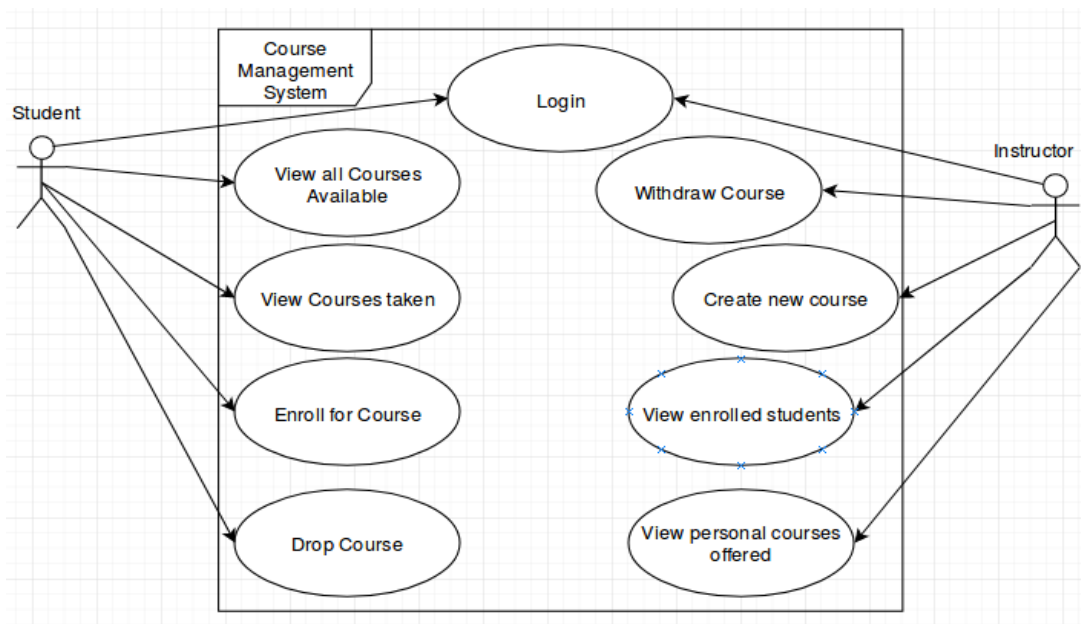 Course
Management
System
Student
Login
Instructor
View all Courses
Available
Withdraw Course
View Courses taken
Create new course
Enroll for Course
View enrolled students
Drop Course
View personal courses
offered